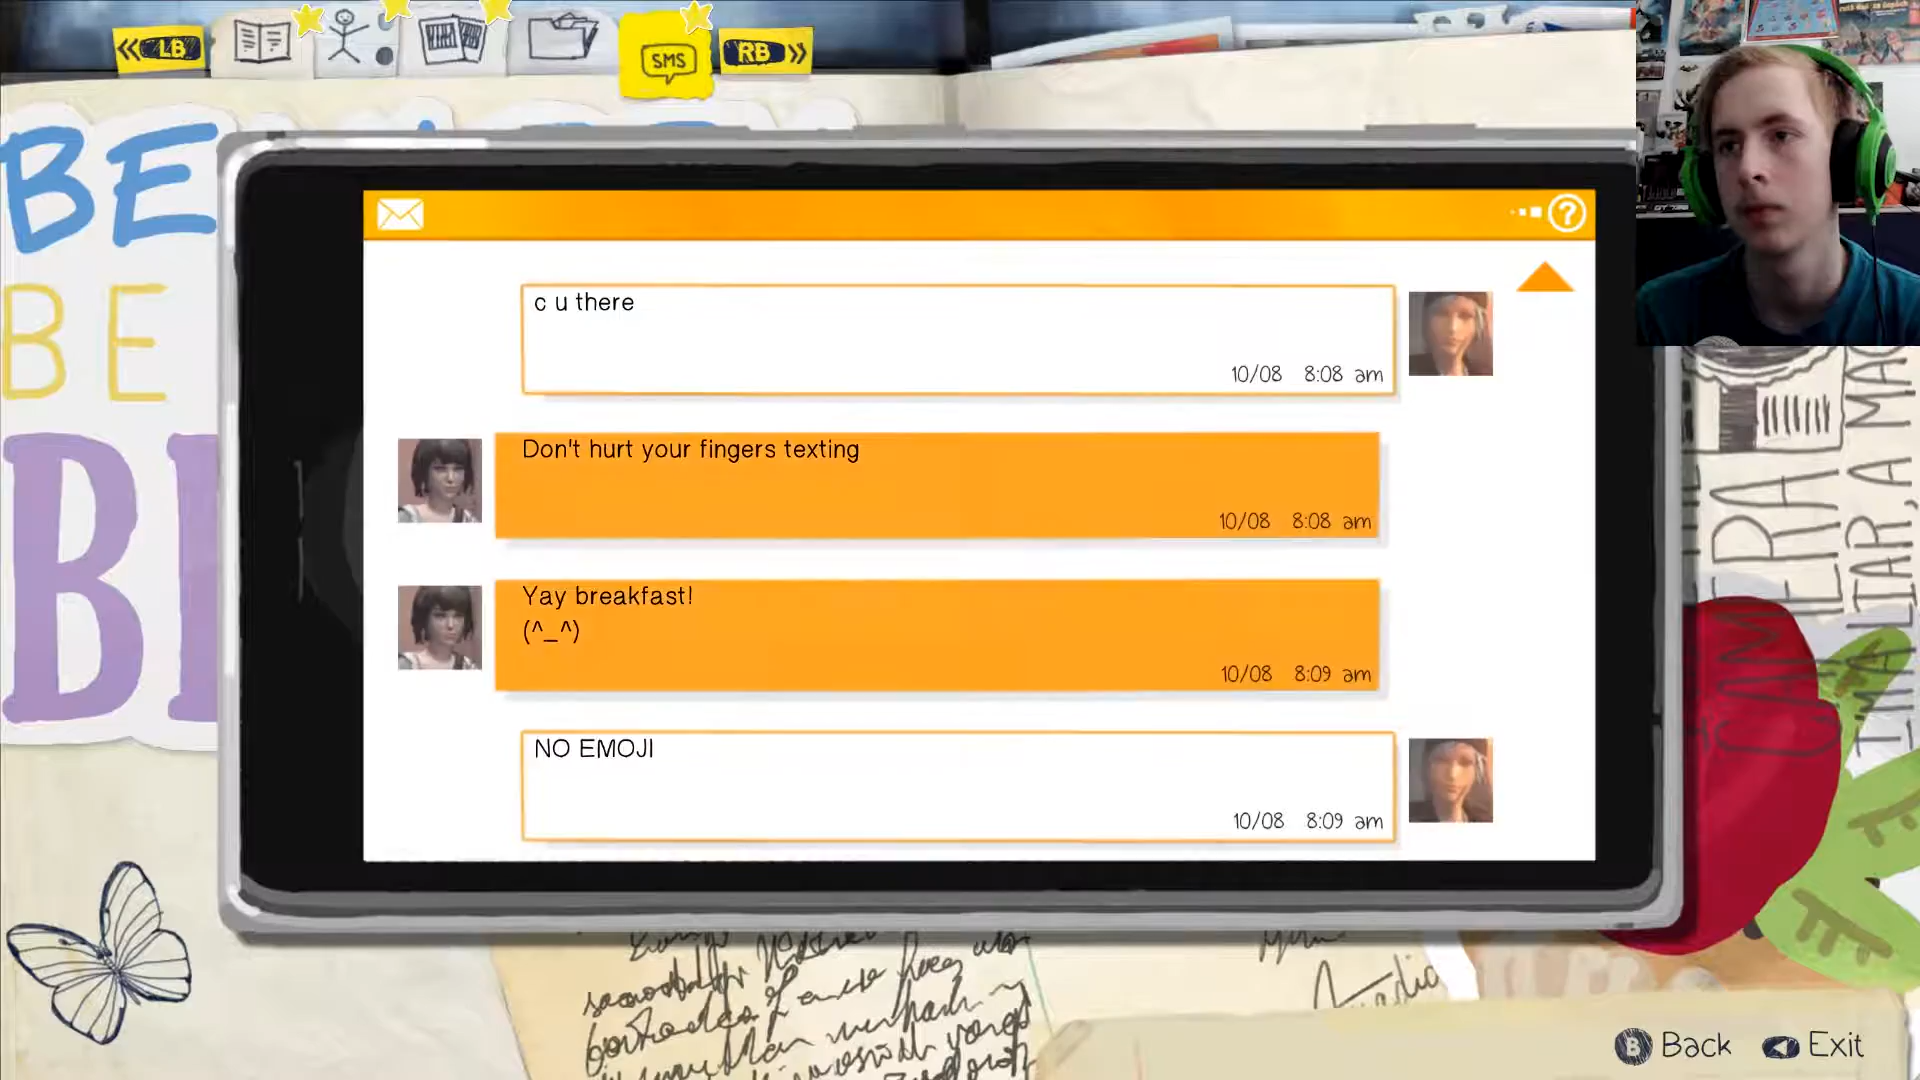 LB
SMS
RB
BE
BE
c u there
10/08 8:08 am
Don't hurt your fingers texting
10/08 8:08 am
Yay breakfast!
(^_^)
10/08 8:09 am
NO EMOJI
10/08 8:09 am
B Back
Exit